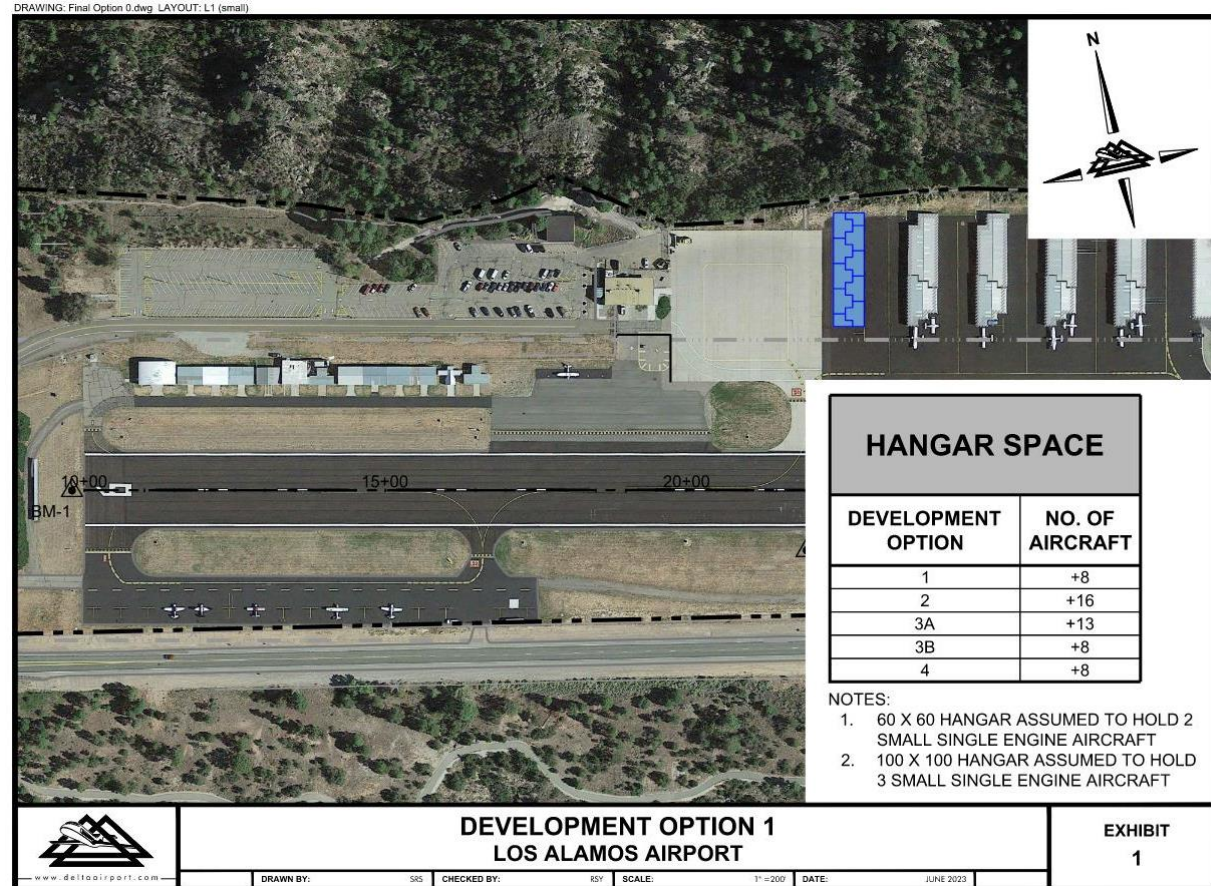 DRAWING: Final Option 0.dwg LAYOUT: L1 (small)
N
10+00
15+00
20+00
BM-1
HANGAR SPACE
DEVELOPMENT OPTION
NO. OF AIRCRAFT
1 +8
2 +16
3A +13
3B +8
4 +8
NOTES:
1. 60 X 60 HANGAR ASSUMED TO HOLD 2
SMALL SINGLE ENGINE AIRCRAFT
2. 100 X 100 HANGAR ASSUMED TO HOLD
3 SMALL SINGLE ENGINE AIRCRAFT
www.deltaairport.com
DEVELOPMENT OPTION 1
LOS ALAMOS AIRPORT
EXHIBIT
1
DRAWN BY: SRS CHECKED BY: RSY SCALE: 1" =200' DATE: JUNE 2023